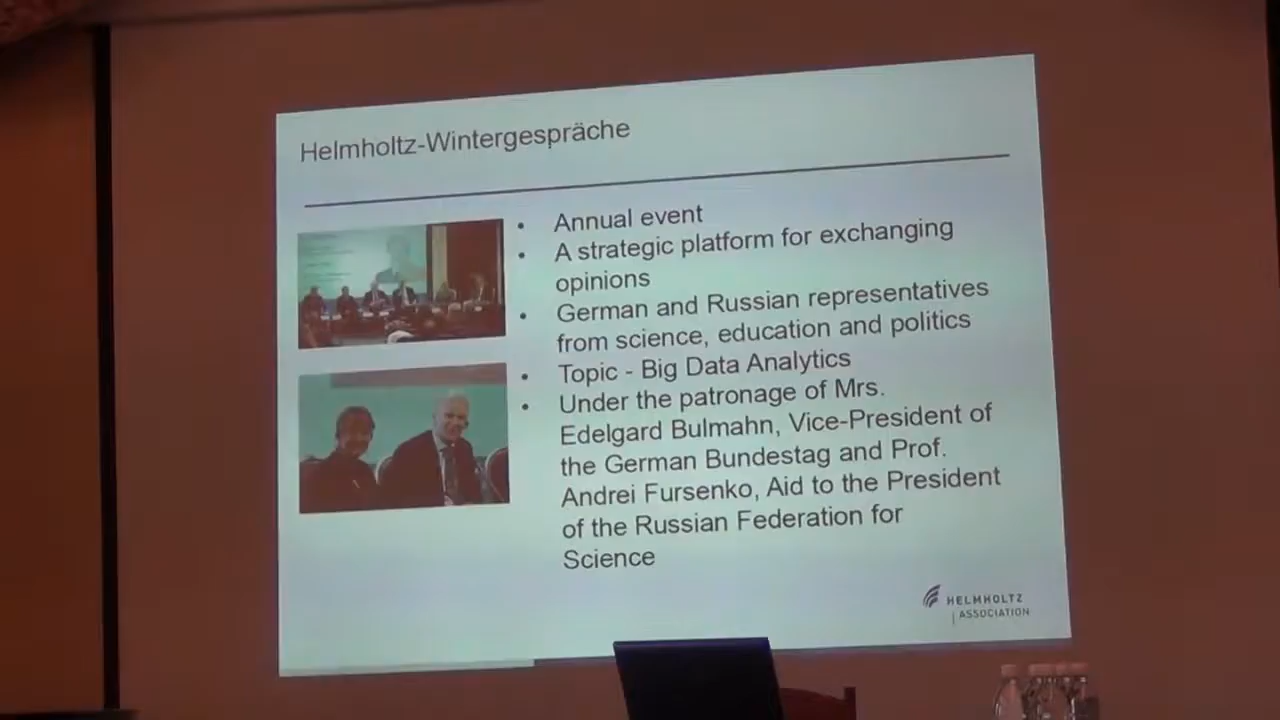 Helmholtz-Wintergespräche
• Annual event
• A strategic platform for exchanging
opinions
• German and Russian representatives
from science, education and politics
• Topic - Big Data Analytics
• Under the patronage of Mrs.
Edelgard Bulmahn, Vice-President of
the German Bundestag and Prof.
Andrei Fursenko, Aid to the President
of the Russian Federation for
Science
HELMHOLTZ
ASSOCIATION